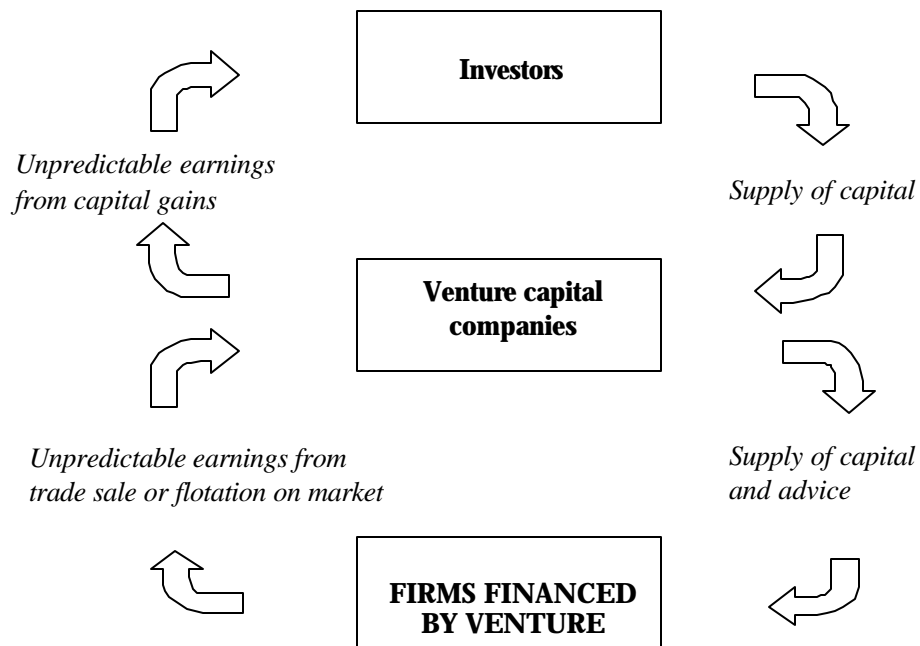 Investors
Unpredictable earnings
from capital gains
Supply of capital
Venture capital
companies
Unpredictable earnings from
trade sale or flotation on market
Supply of capital
and advice
FIRMS FINANCED
BY VENTURE